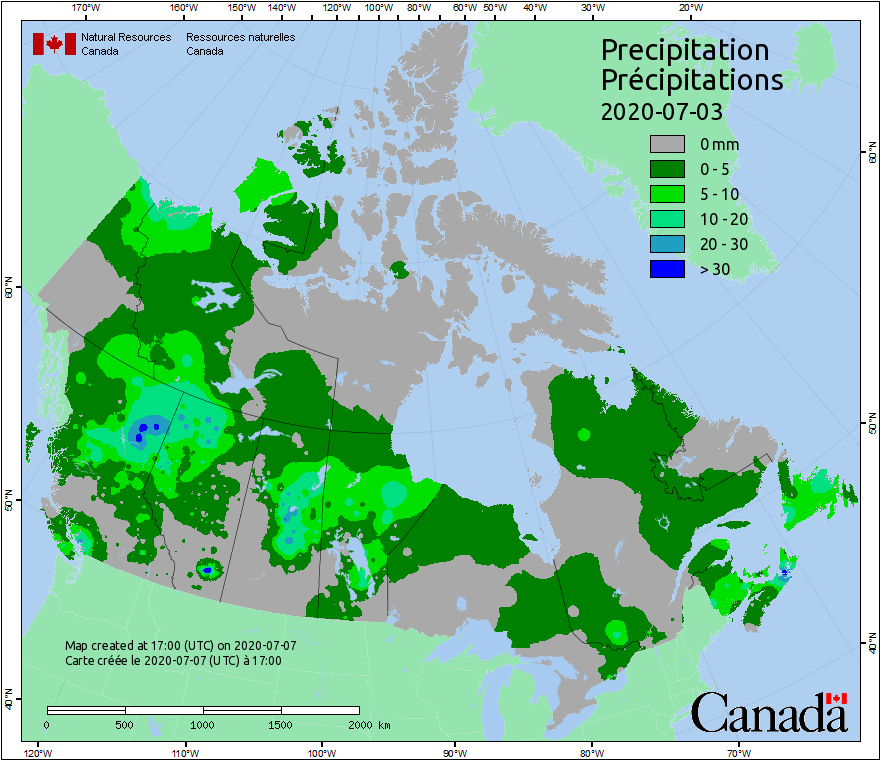 170°W 160°W 150°W 140°W 130°W 120°W 110°W 100°W 90°W 80°W 60°W 50°W 40°W 30°W 20°W
Natural Resources Ressources naturelles
Canada Canada
Precipitation
Précipitations
2020-07-03
0 mm
0 - 5
5 - 10
10 - 20
20 - 30
> 30
60°N
50°N
40°N
60°N
50°N
40°N
Map created at 17:00 (UTC) on 2020-07-07
Carte créée le 2020-07-07 (UTC) à 17:00
0 500 1000 1500 2000 km
Canada
120°W 110°W 100°W 90°W 80°W 70°W